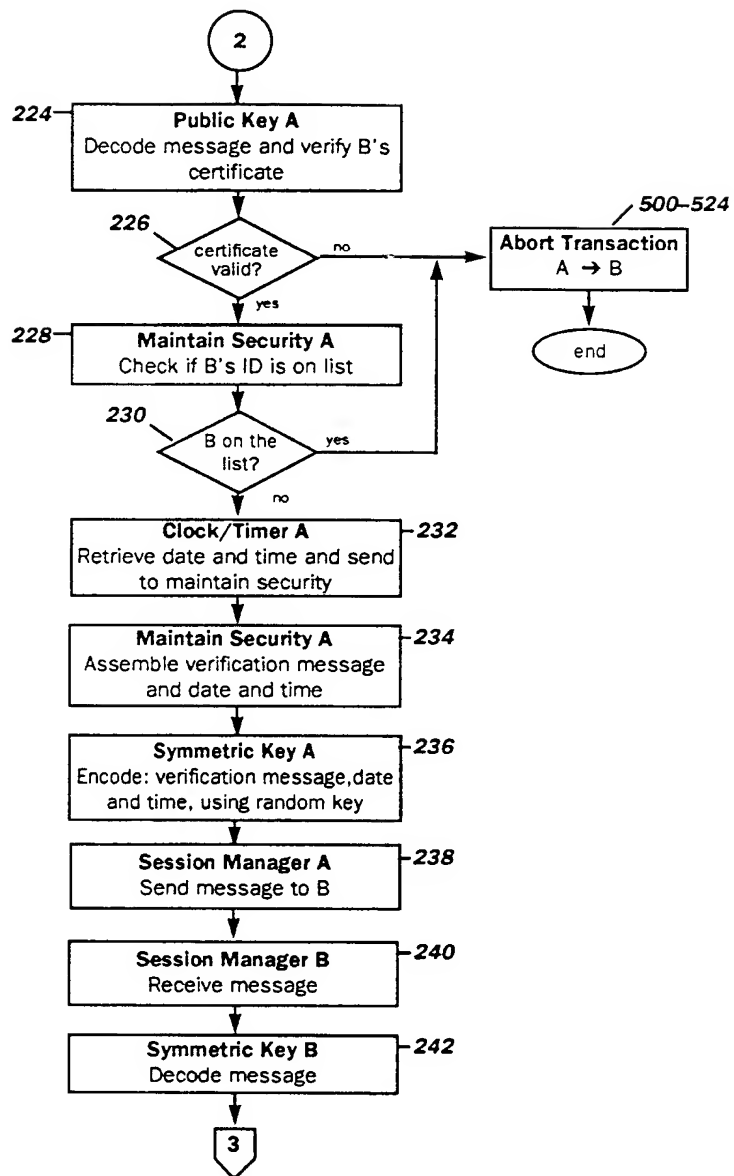 2
224
Public Key A
Decode message and verify B's
certificate
226
certificate
valid?
no
yes
500–524
Abort Transaction
A → B
end
228
Maintain Security A
Check if B's ID is on list
230
B on the
list?
yes
no
Clock/Timer A
Retrieve date and time and send
to maintain security
232
Maintain Security A
Assemble verification message
and date and time
234
Symmetric Key A
Encode: verification message,date
and time, using random key
236
Session Manager A
Send message to B
238
Session Manager B
Receive message
240
Symmetric Key B
Decode message
242
3